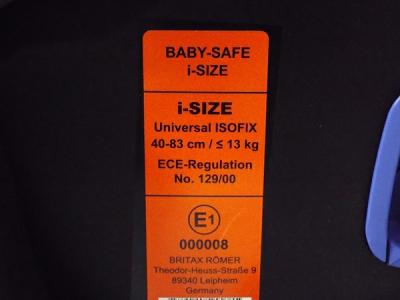 BABY-SAFE
i-SIZE
i-SIZE
Universal ISOFIX
40-83 cm / ≤ 13 kg
ECE-Regulation
No. 129/00
E1
000008
BRITAX RÖMER
Theodor-Heuss-Straße 9
89340 Leipheim
Germany